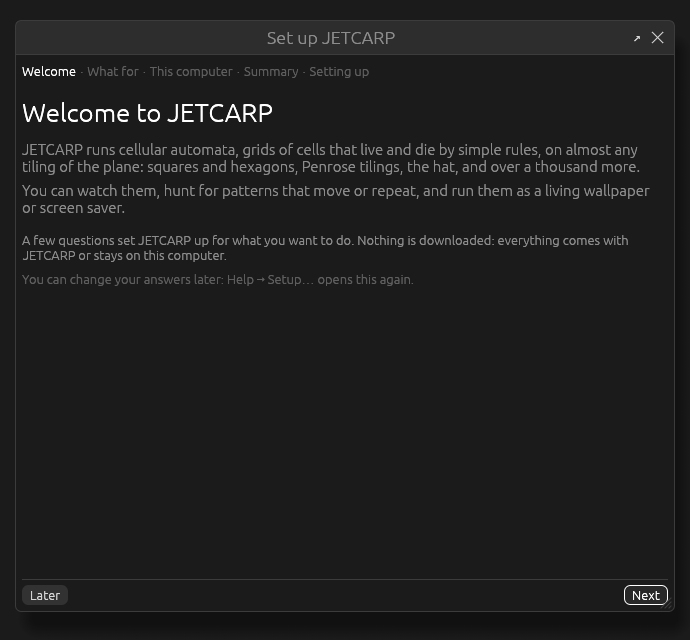 Set up JETCARP
Welcome · What for · This computer · Summary · Setting up
Welcome to JETCARP
JETCARP runs cellular automata, grids of cells that live and die by simple rules, on almost any
tiling of the plane: squares and hexagons, Penrose tilings, the hat, and over a thousand more.
You can watch them, hunt for patterns that move or repeat, and run them as a living wallpaper
or screen saver.
A few questions set JETCARP up for what you want to do. Nothing is downloaded: everything comes with
JETCARP or stays on this computer.
You can change your answers later: Help → Setup… opens this again.
Later
Next